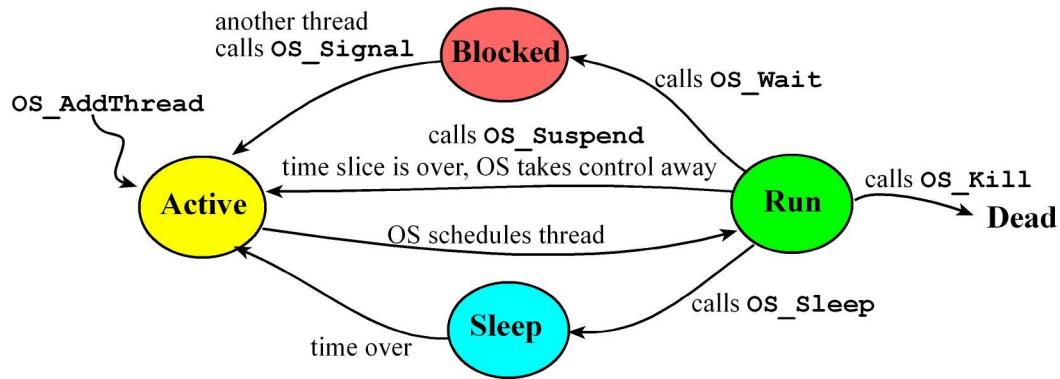 another thread
calls OS_Signal
Blocked
calls OS_Wait
OS_AddThread
calls OS_Suspend
time slice is over, OS takes control away
calls OS_Kill
Active
Run
Dead
OS schedules thread
calls OS_Sleep
Sleep
time over